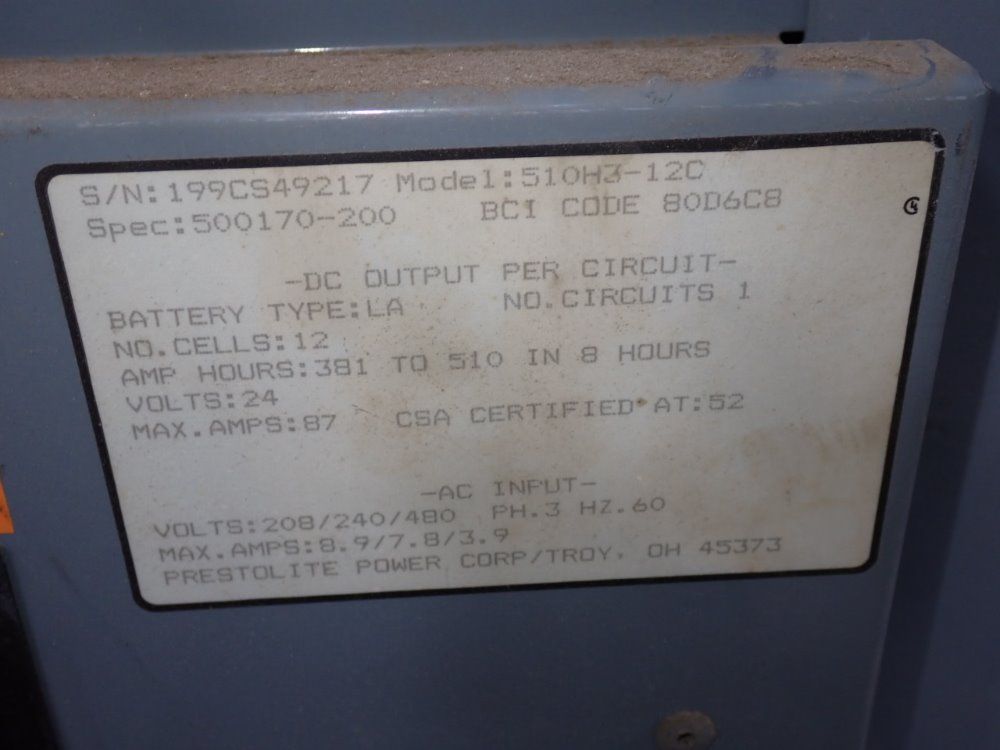 S/N:199CS49217 Model:510H3-12C
Spec:500170-200 BCI CODE 80D6C8
-DC OUTPUT PER CIRCUIT-
BATTERY TYPE:LA NO.CIRCUITS 1
NO.CELLS:12
AMP HOURS:381 TO 510 IN 8 HOURS
VOLTS:24
MAX.AMPS:87 CSA CERTIFIED AT:52
-AC INPUT-
VOLTS:208/240/480 PH.3 HZ.60
MAX.AMPS:8.9/7.8/3.9
PRESTOLITE POWER CORP/TROY, OH 45373